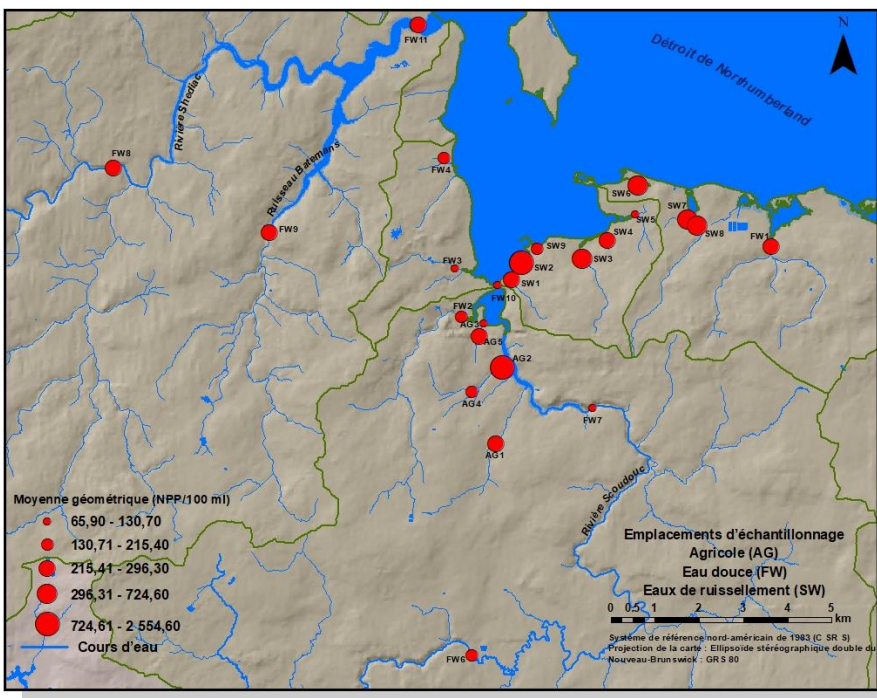 N
FW11
Détroit de Northumberland
Rivière Shediac
FW8
FW4
Ruisseau Batemans
SW6
SW5
SW7
SW8
FW9
SW4
FW1
SW9
SW3
SW2
FW3
SW1
FW10
FW2
AG3
AG5
AG2
AG4
FW7
AG1
Rivière Scoudouc
FW6
Moyenne géométrique (NPP/100 ml)
65,90 - 130,70
130,71 - 215,40
215,41 - 296,30
296,31 - 724,60
724,61 - 2 554,60
Cours d'eau
Emplacements d'échantillonnage
Agricole (AG)
Eau douce (FW)
Eaux de ruissellement (SW)
0 0.5 1 2 3 4 5
km
Système de référence nord-américain de 1983 (C SR S)
Projection de la carte : Ellipsoïde stéréographique double du
Nouveau-Brunswick : GRS 80